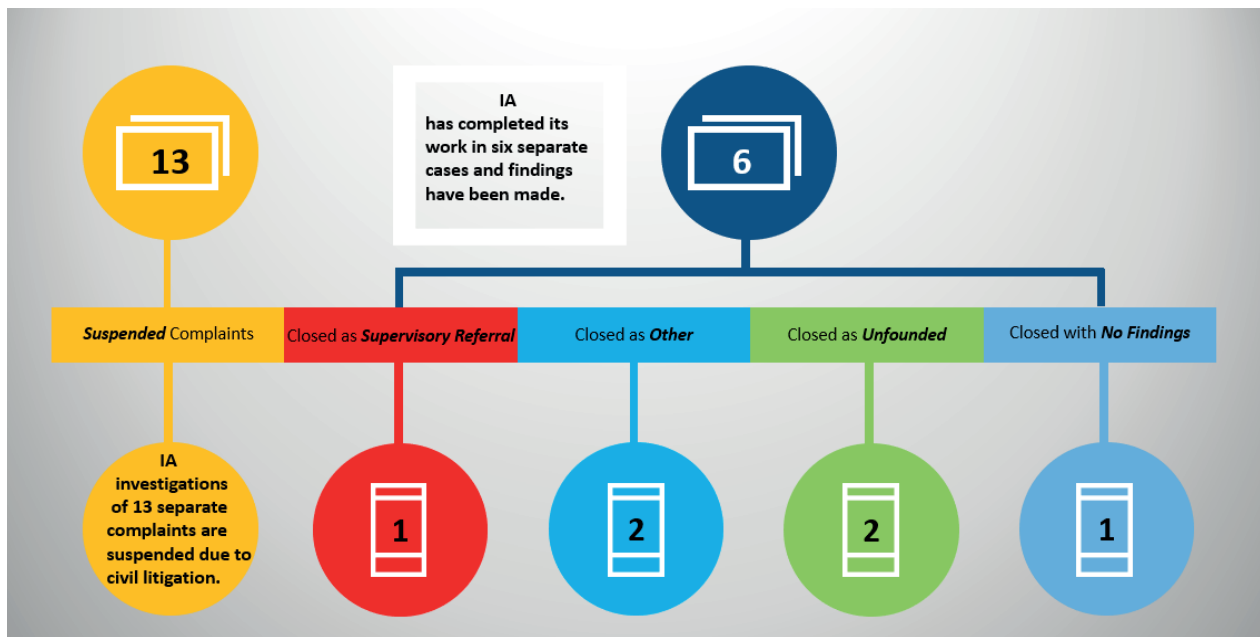 13
IA
has completed its
work in six separate
cases and findings
have been made.
6
Suspended Complaints
Closed as Supervisory Referral
Closed as Other
Closed as Unfounded
Closed with No Findings
IA
investigations
of 13 separate
complaints are
suspended due to
civil litigation.
1
2
2
1